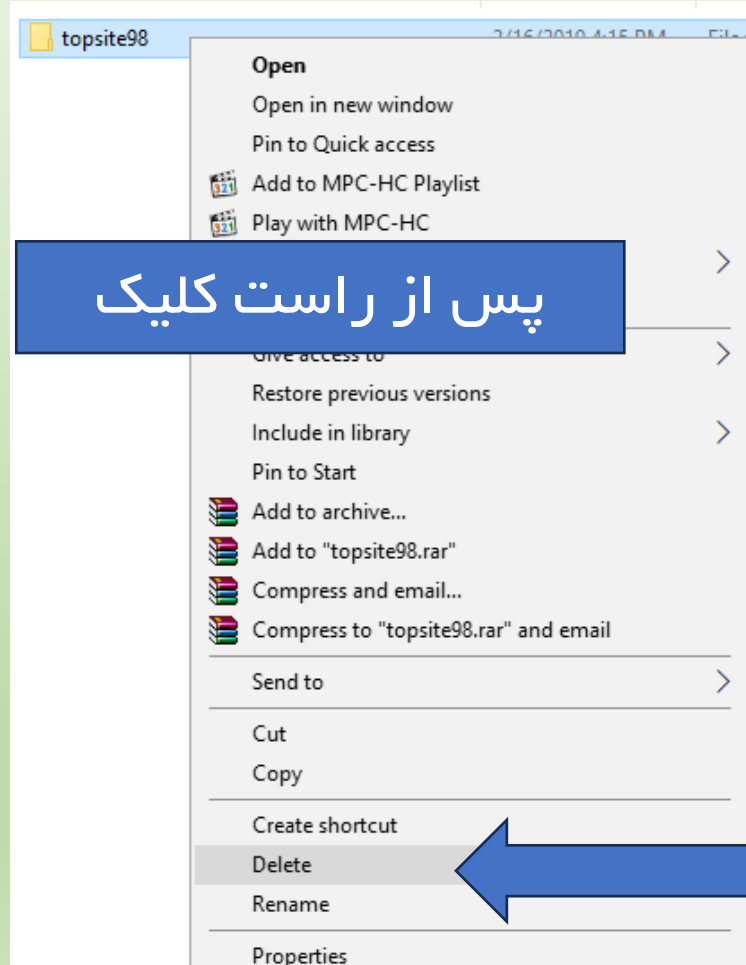 topsite98
Open
Open in new window
Pin to Quick access
Add to MPC-HC Playlist
Play with MPC-HC
پس از راست کلیک
Give access to
Restore previous versions
Include in library
Pin to Start
Add to archive...
Add to "topsite98.rar"
Compress and email...
Compress to "topsite98.rar" and email
Send to
Cut
Copy
Create shortcut
Delete
Rename
Properties